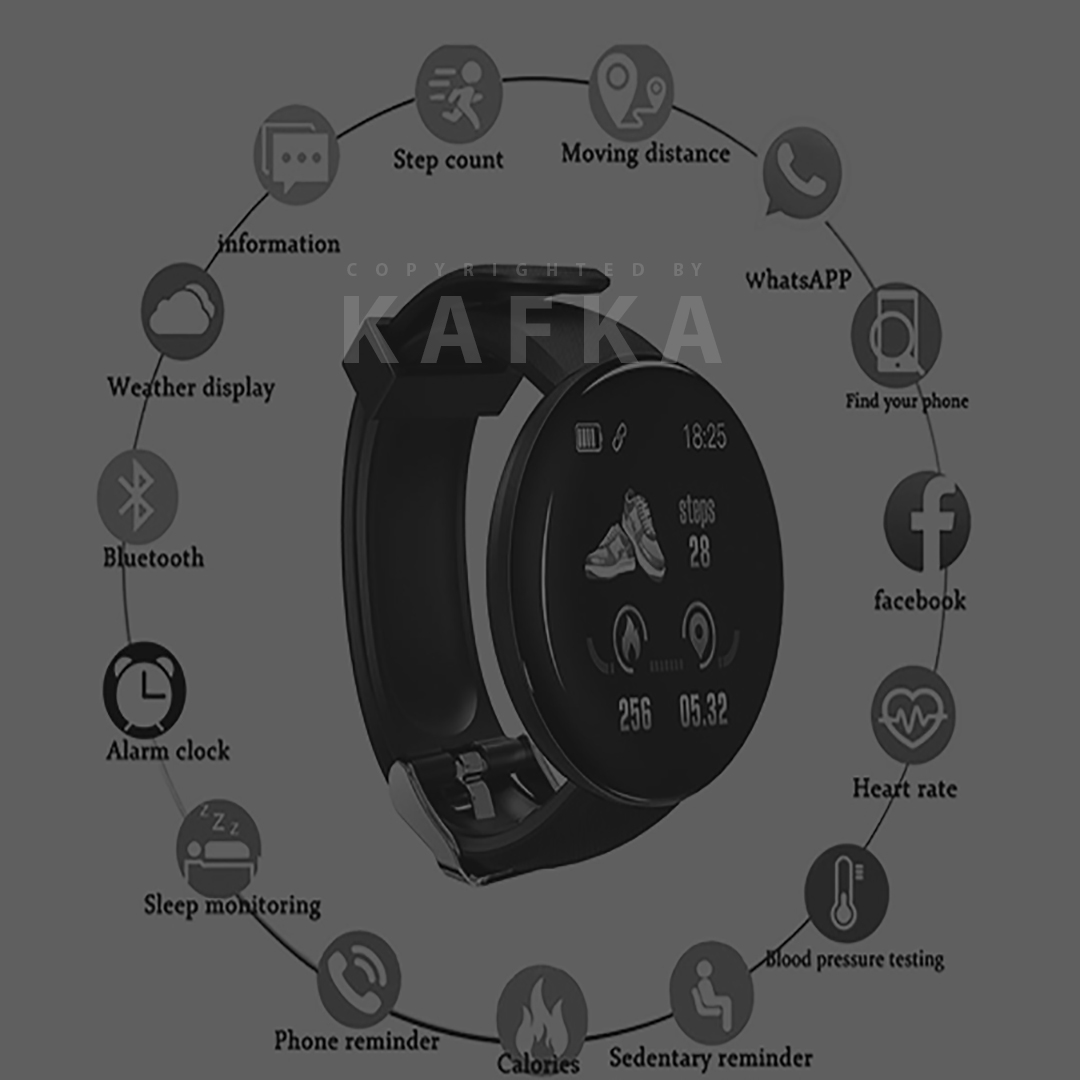 Step count
Moving distance
information
WhatsAPP
COPYRIGHTED BY
KAFKA
Weather display
Find your phone
18:25
steps
28
Bluetooth
facebook
256 05.32
Alarm clock
Heart rate
zZz
Sleep monitoring
Blood pressure testing
Phone reminder
Calories
Sedentary reminder